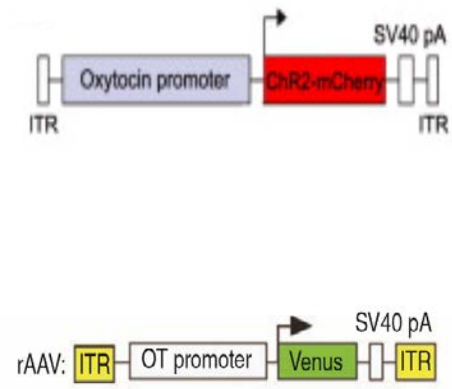 SV40 pA
Oxytocin promoter ChR2-mCherry
ITR ITR
SV40 pA
rAAV: ITR OT promoter Venus ITR